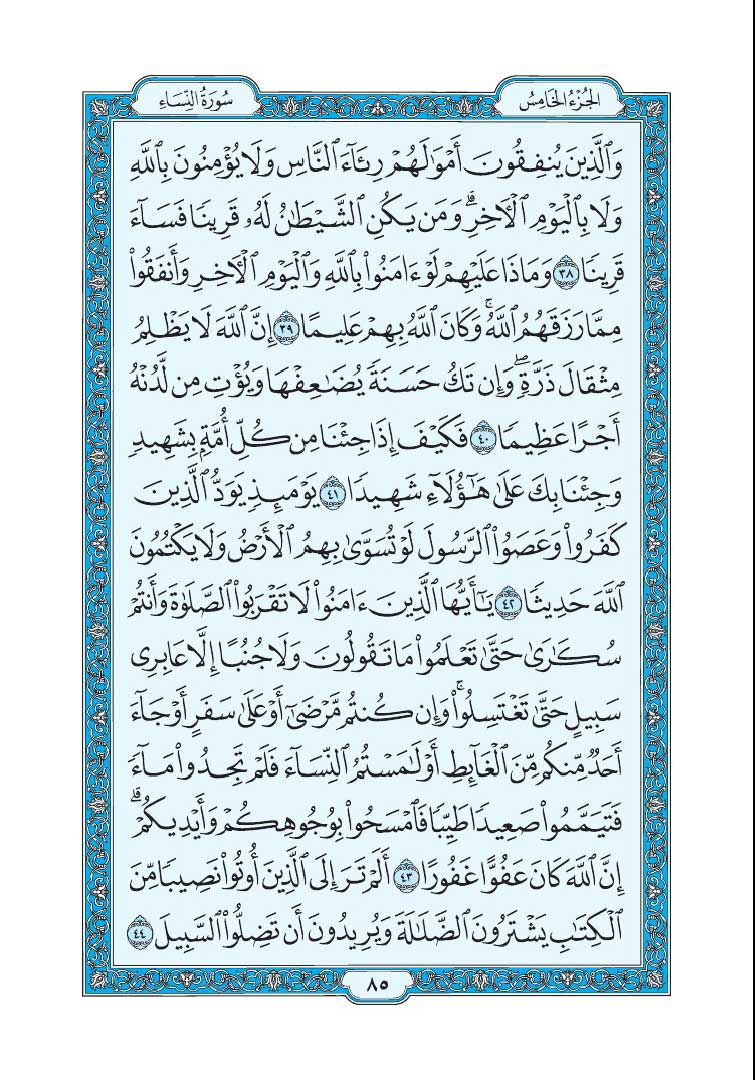 الجُزْءُ الخَامِسُ
سُورَةُ النِّسَاءِ
وَٱلَّذِينَ يُنفِقُونَ أَمْوَٰلَهُمْ رِئَآءَ ٱلنَّاسِ وَلَا يُؤْمِنُونَ بِٱللَّهِ
وَلَا بِٱلْيَوْمِ ٱلْـَٔاخِرِ ۗ وَمَن يَكُنِ ٱلشَّيْطَٰنُ لَهُۥ قَرِينًا فَسَآءَ
قَرِينًا ٣٨ وَمَاذَا عَلَيْهِمْ لَوْ ءَامَنُوا۟ بِٱللَّهِ وَٱلْيَوْمِ ٱلْـَٔاخِرِ وَأَنفَقُوا۟
مِمَّا رَزَقَهُمُ ٱللَّهُ ۚ وَكَانَ ٱللَّهُ بِهِمْ عَلِيمًا ٣٩ إِنَّ ٱللَّهَ لَا يَظْلِمُ
مِثْقَالَ ذَرَّةٍ ۖ وَإِن تَكُ حَسَنَةً يُضَٰعِفْهَا وَيُؤْتِ مِن لَّدُنْهُ
أَجْرًا عَظِيمًا ٤٠ فَكَيْفَ إِذَا جِئْنَا مِن كُلِّ أُمَّةٍۭ بِشَهِيدٍ
وَجِئْنَا بِكَ عَلَىٰ هَٰٓؤُلَآءِ شَهِيدًا ٤١ يَوْمَئِذٍ يَوَدُّ ٱلَّذِينَ
كَفَرُوا۟ وَعَصَوُا۟ ٱلرَّسُولَ لَوْ تُسَوَّىٰ بِهِمُ ٱلْأَرْضُ وَلَا يَكْتُمُونَ
ٱللَّهَ حَدِيثًا ٤٢ يَٰٓأَيُّهَا ٱلَّذِينَ ءَامَنُوا۟ لَا تَقْرَبُوا۟ ٱلصَّلَوٰةَ وَأَنتُمْ
سُكَٰرَىٰ حَتَّىٰ تَعْلَمُوا۟ مَا تَقُولُونَ وَلَا جُنُبًا إِلَّا عَابِرِى
سَبِيلٍ حَتَّىٰ تَغْتَسِلُوا۟ ۚ وَإِن كُنتُم مَّرْضَىٰٓ أَوْ عَلَىٰ سَفَرٍ أَوْ جَآءَ
أَحَدٌ مِّنكُم مِّنَ ٱلْغَآئِطِ أَوْ لَٰمَسْتُمُ ٱلنِّسَآءَ فَلَمْ تَجِدُوا۟ مَآءً
فَتَيَمَّمُوا۟ صَعِيدًا طَيِّبًا فَٱمْسَحُوا۟ بِوُجُوهِكُمْ وَأَيْدِيكُمْ ۗ
إِنَّ ٱللَّهَ كَانَ عَفُوًّا غَفُورًا ٤٣ أَلَمْ تَرَ إِلَى ٱلَّذِينَ أُوتُوا۟ نَصِيبًا مِّنَ
ٱلْكِتَٰبِ يَشْتَرُونَ ٱلضَّلَٰلَةَ وَيُرِيدُونَ أَن تَضِلُّوا۟ ٱلسَّبِيلَ ٤٤
٨٥